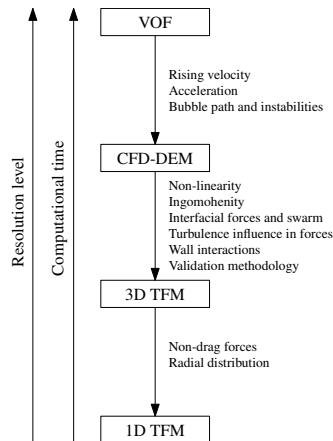 VOF
Rising velocity
Acceleration
Bubble path and instabilities
CFD-DEM
Non-linearity
Ingomohenity
Interfacial forces and swarm
Turbulence influence in forces
Wall interactions
Validation methodology
3D TFM
Non-drag forces
Radial distribution
1D TFM
Resolution level
Computational time